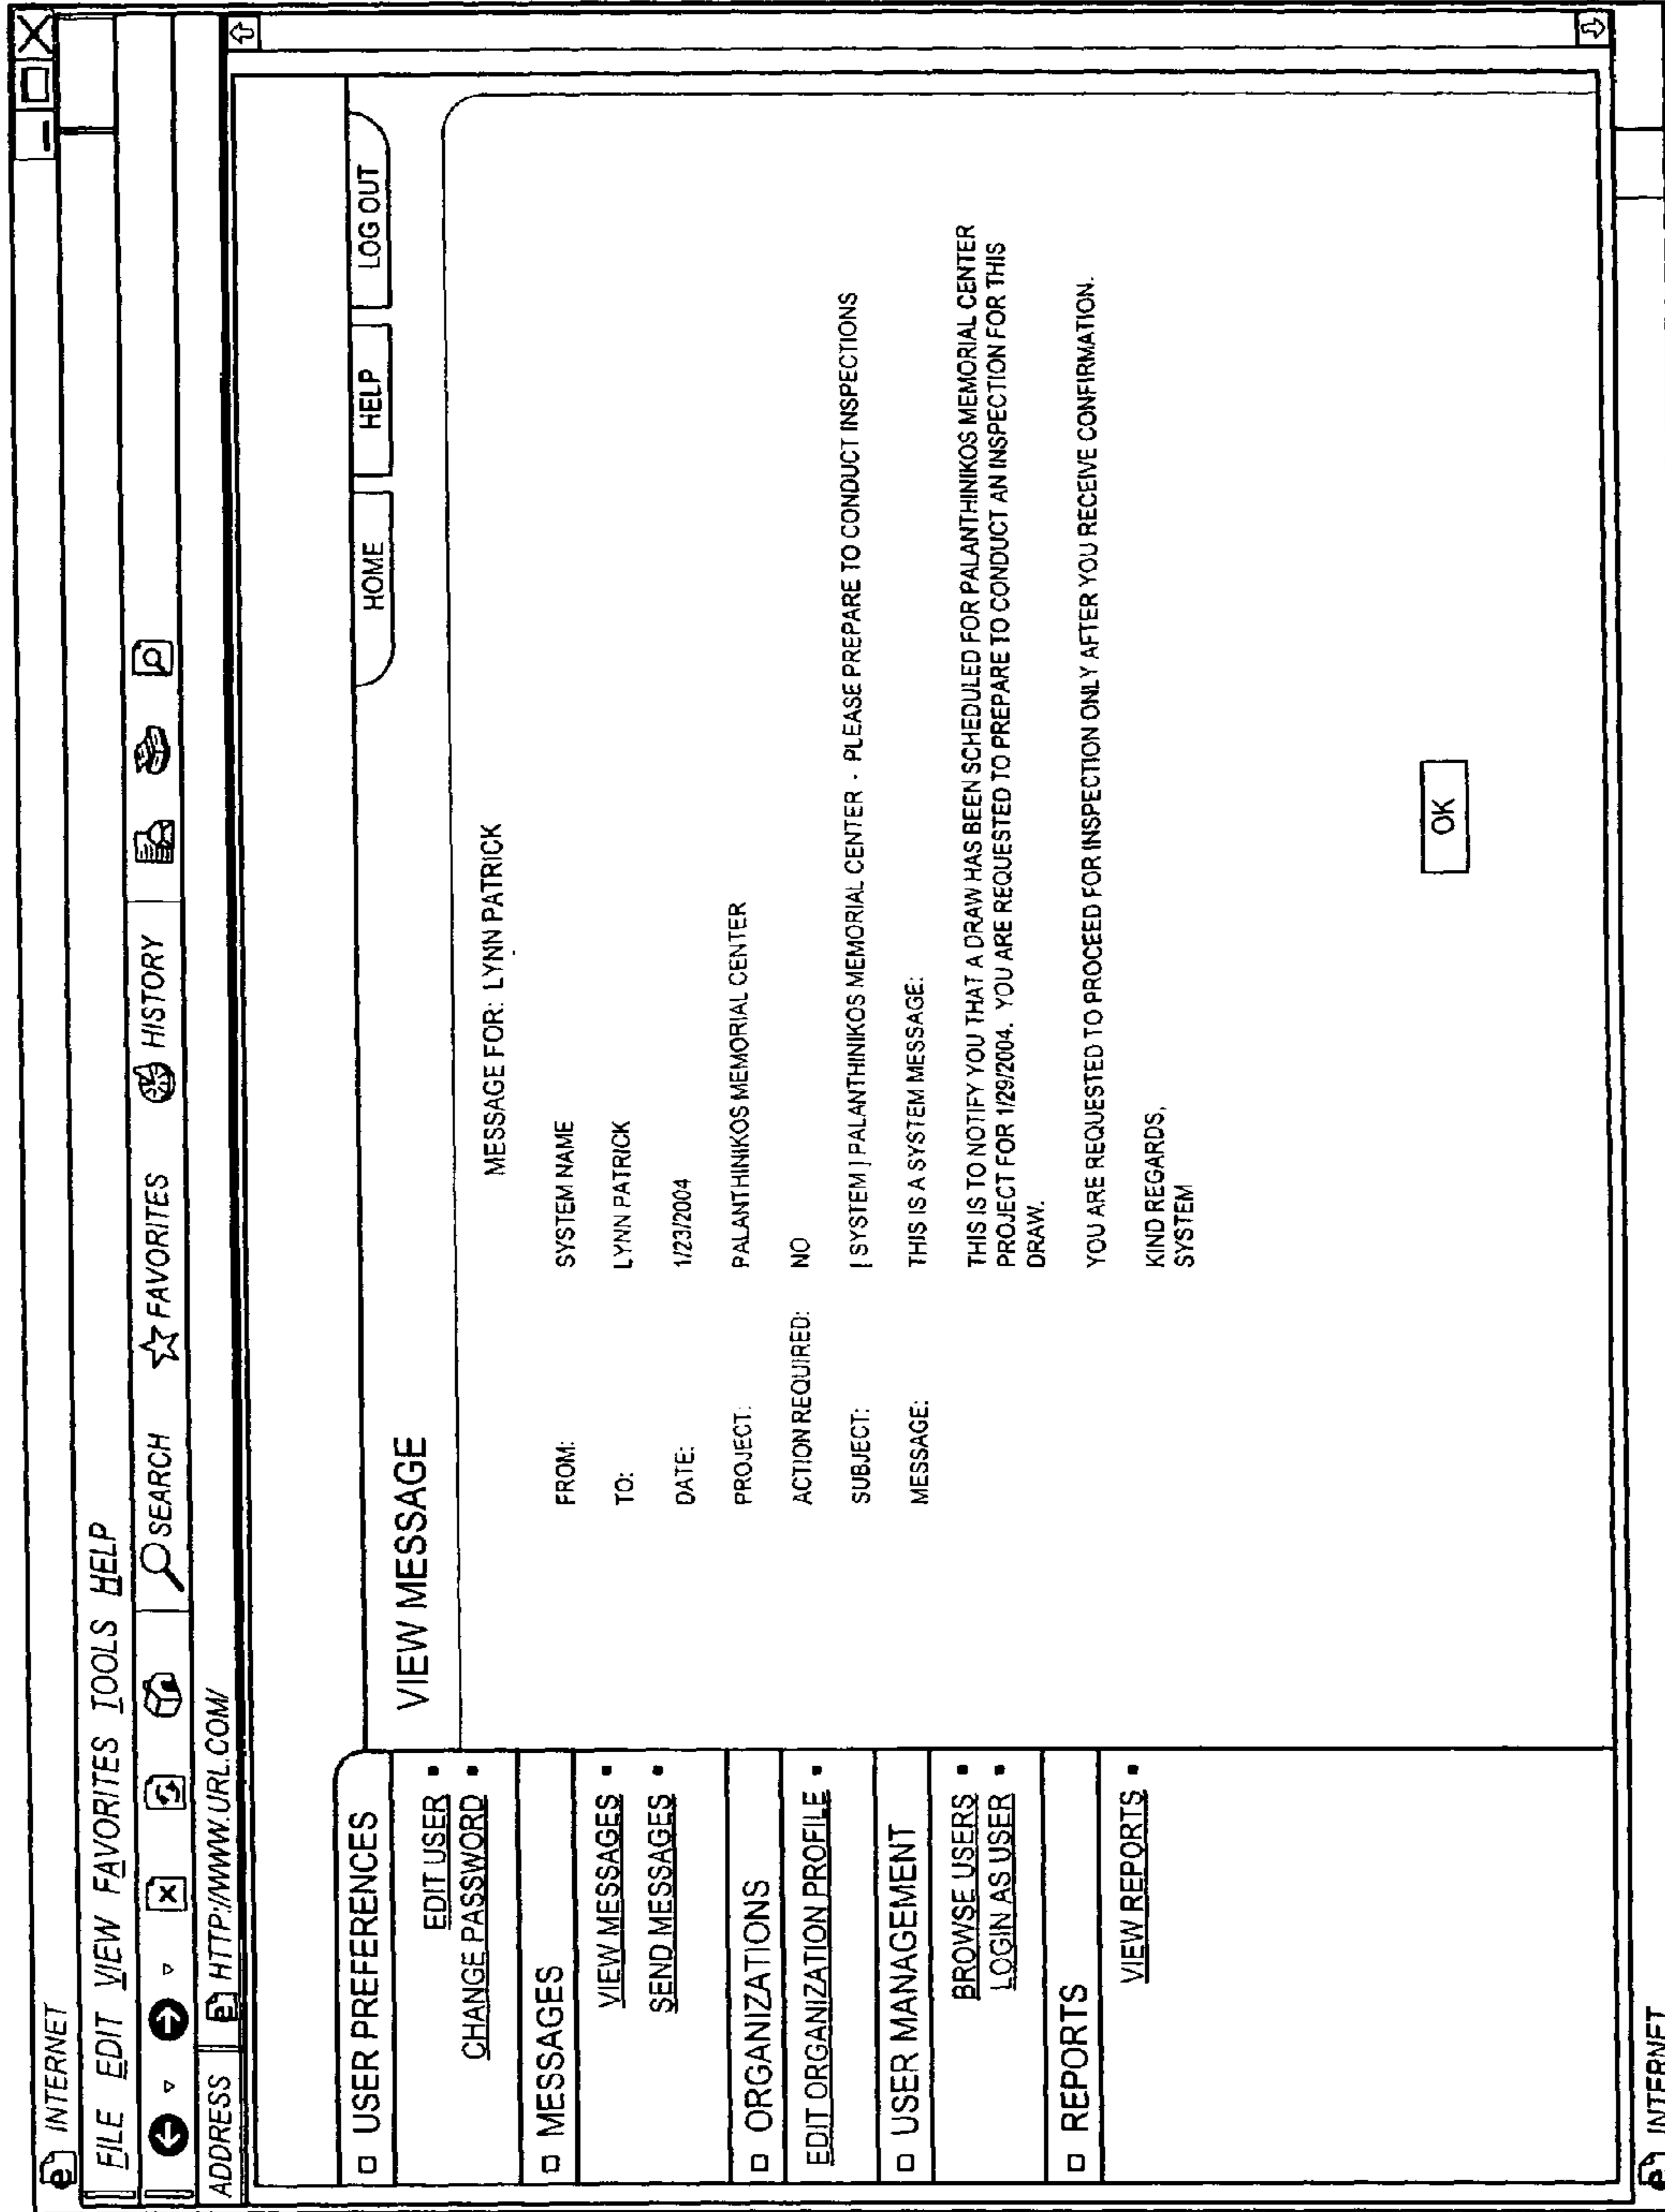 INTERNET
FILE EDIT VIEW FAVORITES TOOLS HELP
SEARCH FAVORITES HISTORY
ADDRESS HTTP://WWW.URL.COM/
HOME HELP LOG OUT
USER PREFERENCES
EDIT USER
CHANGE PASSWORD
MESSAGES
VIEW MESSAGES
SEND MESSAGES
ORGANIZATIONS
EDIT ORGANIZATION PROFILE
USER MANAGEMENT
BROWSE USERS
LOGIN AS USER
REPORTS
VIEW REPORTS
VIEW MESSAGE
MESSAGE FOR: LYNN PATRICK
FROM: SYSTEM NAME
TO: LYNN PATRICK
DATE: 1/23/2004
PROJECT: PALANTHINIKOS MEMORIAL CENTER
ACTION REQUIRED: NO
SUBJECT: [ SYSTEM ] PALANTHINIKOS MEMORIAL CENTER - PLEASE PREPARE TO CONDUCT INSPECTIONS
MESSAGE: THIS IS A SYSTEM MESSAGE:
THIS IS TO NOTIFY YOU THAT A DRAW HAS BEEN SCHEDULED FOR PALANTHINIKOS MEMORIAL CENTER
PROJECT FOR 1/29/2004. YOU ARE REQUESTED TO PREPARE TO CONDUCT AN INSPECTION FOR THIS
DRAW.
YOU ARE REQUESTED TO PROCEED FOR INSPECTION ONLY AFTER YOU RECEIVE CONFIRMATION.
KIND REGARDS,
SYSTEM
OK
INTERNET